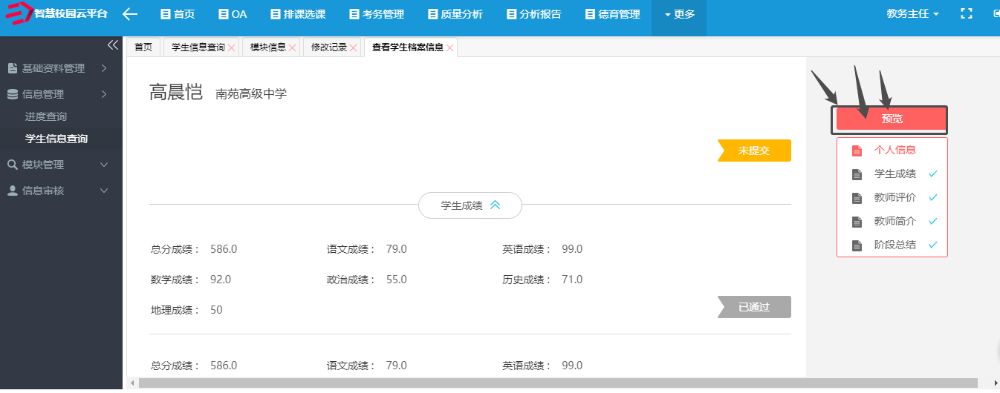 智慧校园云平台 首页 OA 排课选课 考务管理 质量分析 分析报告 德育管理 更多 教务主任
首页 学生信息查询 模块信息 修改记录 查看学生档案信息
基础资料管理
信息管理
进度查询
学生信息查询
模块管理
信息审核
高晨恺 南苑高级中学
未提交
学生成绩
总分成绩： 586.0 语文成绩： 79.0 英语成绩： 99.0
数学成绩： 92.0 政治成绩： 55.0 历史成绩： 71.0
地理成绩： 50
已通过
总分成绩： 586.0 语文成绩： 79.0 英语成绩： 99.0
预览
个人信息
学生成绩
教师评价
教师简介
阶段总结